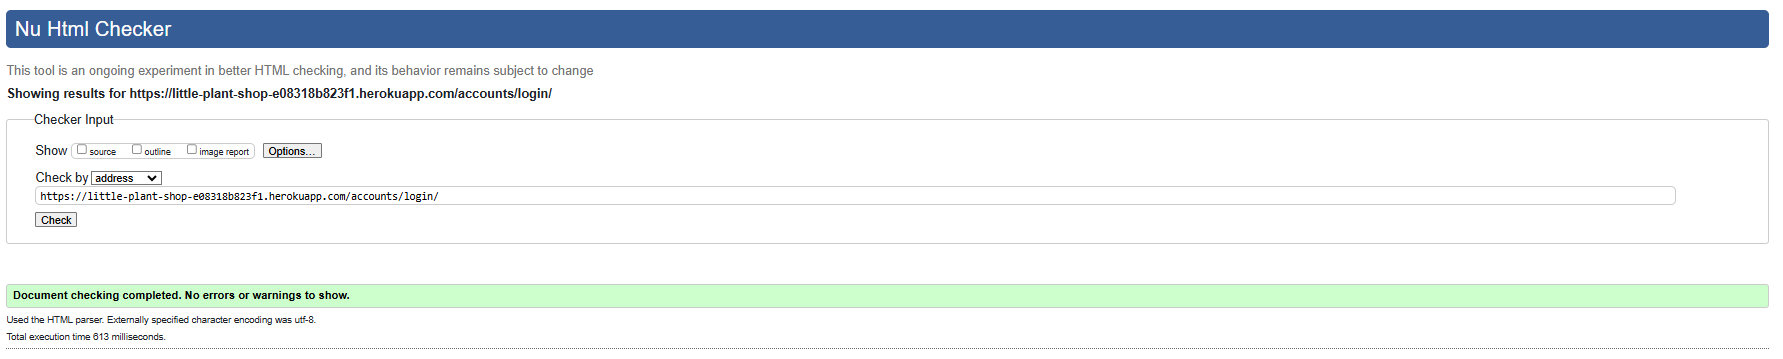 Nu Html Checker
This tool is an ongoing experiment in better HTML checking, and its behavior remains subject to change
Showing results for https://little-plant-shop-e08318b823f1.herokuapp.com/accounts/login/
Checker Input
Show source outline image report Options...
Check by address
https://little-plant-shop-e08318b823f1.herokuapp.com/accounts/login/
Check
Document checking completed. No errors or warnings to show.
Used the HTML parser. Externally specified character encoding was utf-8.
Total execution time 613 milliseconds.